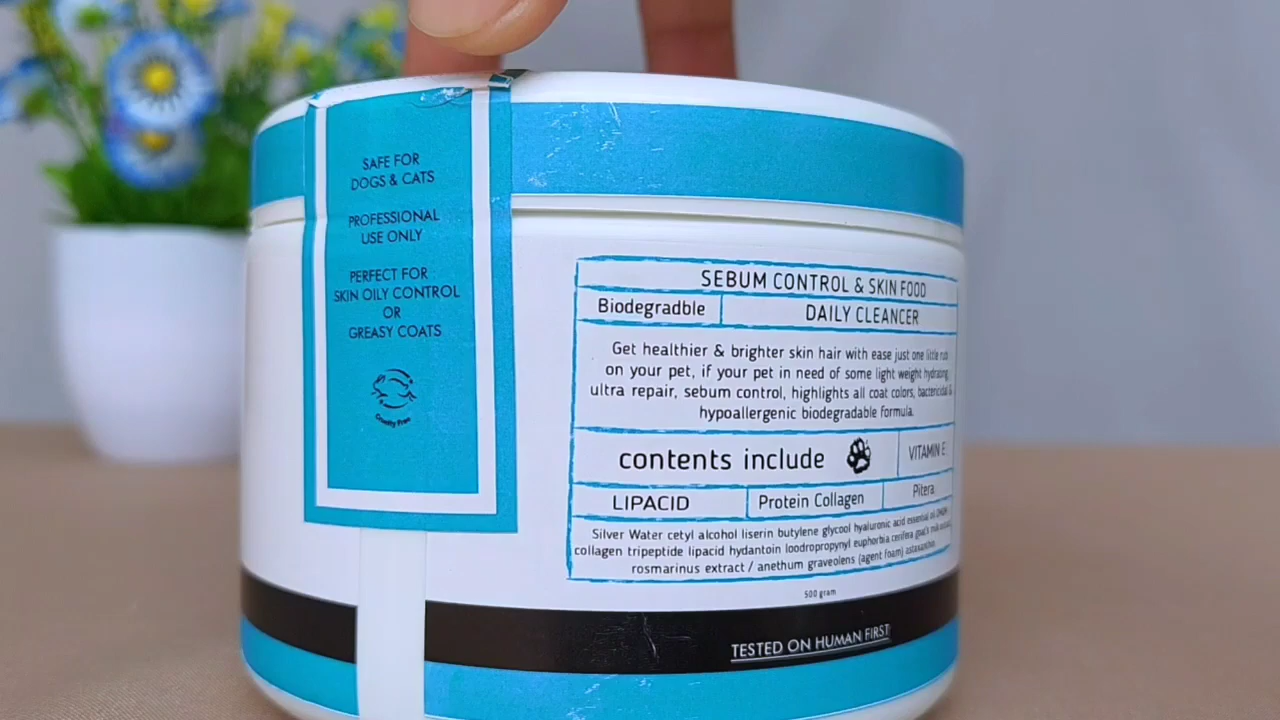 SAFE FOR
DOGS & CATS
PROFESSIONAL
USE ONLY
PERFECT FOR
SKIN OILY CONTROL
OR
GREASY COATS
Cruelty Free
SEBUM CONTROL & SKIN FOOD
Biodegradble
DAILY CLEANCER
Get healthier & brighter skin hair with ease just one little rub
on your pet, if your pet in need of some light weight hydrating,
ultra repair, sebum control, highlights all coat colors, bactericidal &
hypoallergenic biodegradable formula.
contents include
VITAMIN E
LIPACID
Protein Collagen
Pitera
Silver Water cetyl alcohol liserin butylene glycool hyaluronic acid essential oil
collagen tripeptide lipacid hydantoin loodropropynyl euphorbia cerifera goat's milk
rosmarinus extract / anethum graveolens (agent foam) astaxanthin
500 gram
TESTED ON HUMAN FIRST